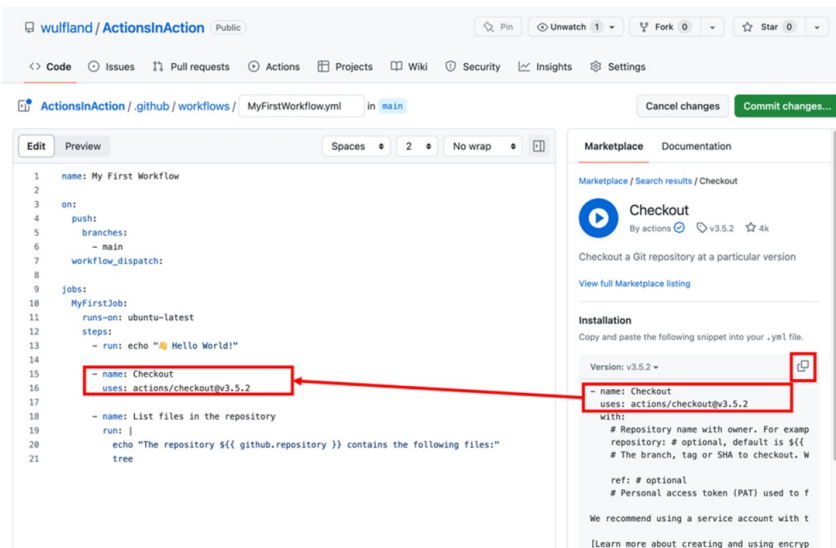 wulfland / ActionsInAction Public Pin Unwatch 1 Fork 0 Star 0
Code Issues Pull requests Actions Projects Wiki Security Insights Settings
ActionsInAction / .github / workflows / MyFirstWorkflow.yml in main Cancel changes Commit changes...
Edit Preview Spaces 2 No wrap
1 name: My First Workflow
2
3 on:
4 push:
5 branches:
6 - main
7 workflow_dispatch:
8
9 jobs:
10 MyFirstJob:
11 runs-on: ubuntu-latest
12 steps:
13 - run: echo "👋 Hello World!"
14
15 - name: Checkout
16 uses: actions/checkout@v3.5.2
17
18 - name: List files in the repository
19 run: |
20 echo "The repository ${{ github.repository }} contains the following files:"
21 tree
Marketplace Documentation
Marketplace / Search results / Checkout
Checkout
By actions v3.5.2 4k
Checkout a Git repository at a particular version
View full Marketplace listing
Installation
Copy and paste the following snippet into your .yml file.
Version: v3.5.2
- name: Checkout
uses: actions/checkout@v3.5.2
with:
# Repository name with owner. For examp
repository: # optional, default is ${{
# The branch, tag or SHA to checkout. W
ref: # optional
# Personal access token (PAT) used to f
We recommend using a service account with t
[Learn more about creating and using encryp